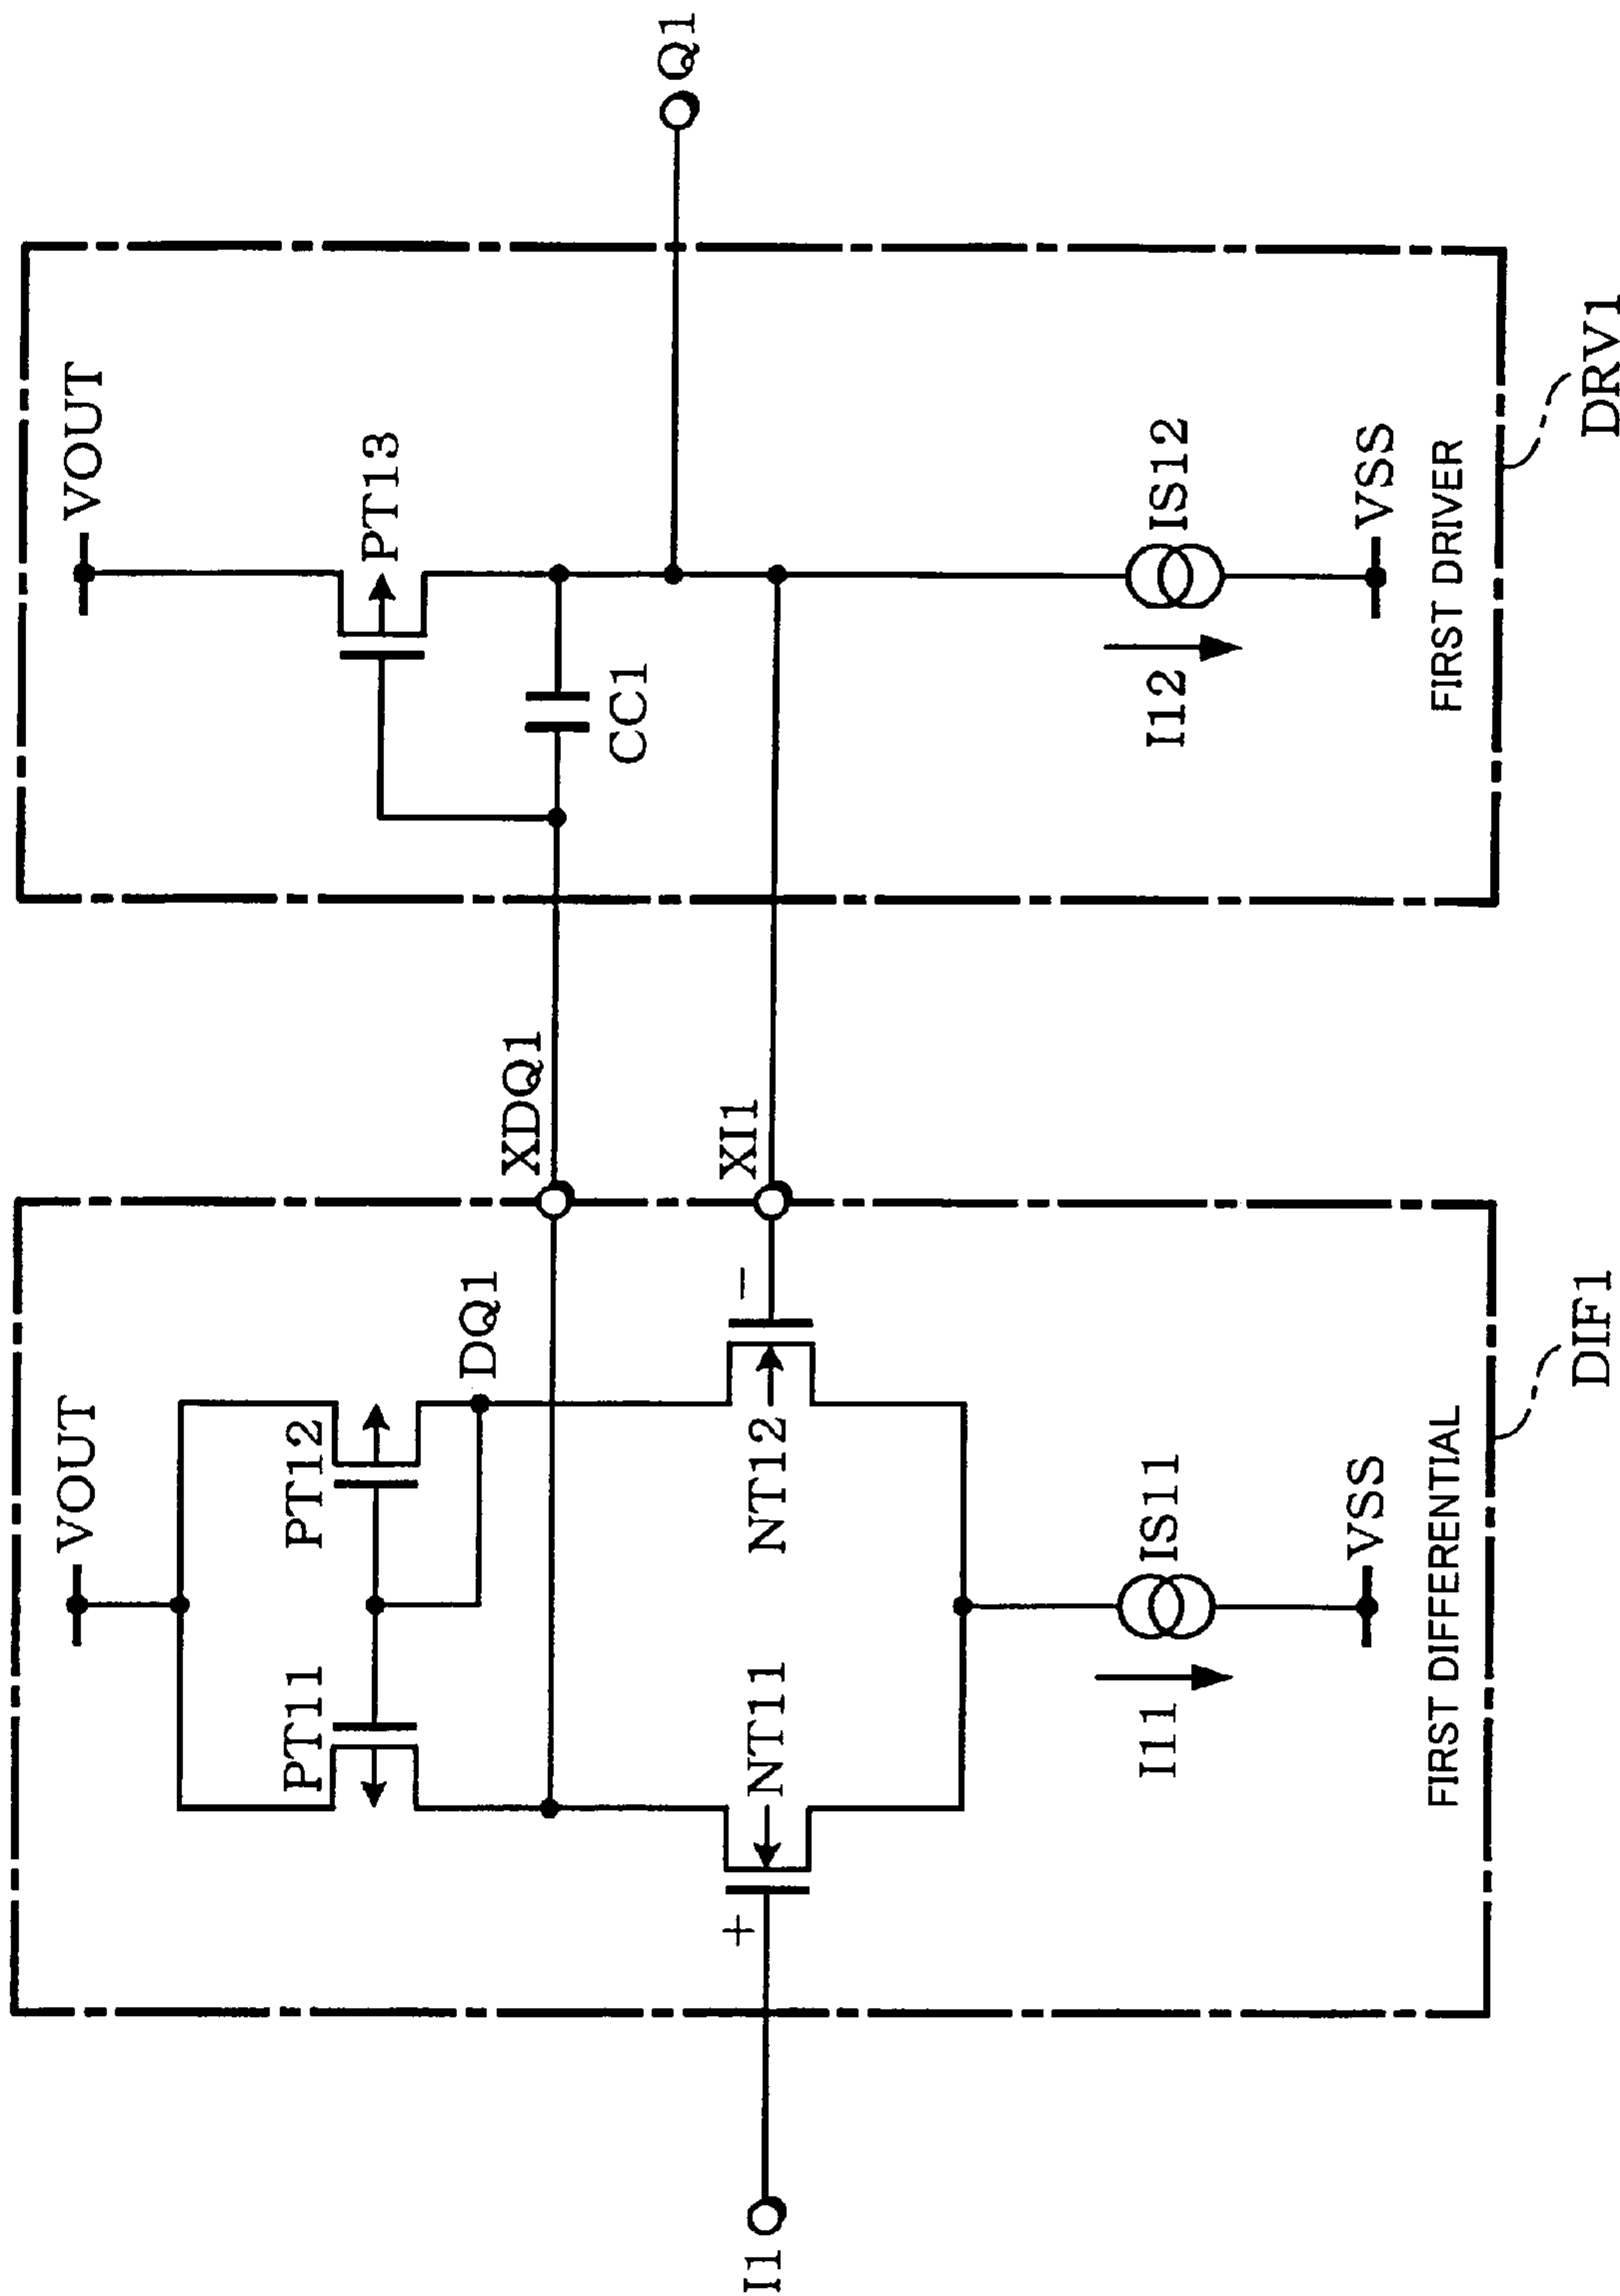 VOUT
VOUT
PT11
PT12
PT13
DQ1
XDQ1
CC1
Q1
I1
+
NT11
NT12
−
XI1
I11
IS11
I12
IS12
VSS
VSS
FIRST DIFFERENTIAL
FIRST DRIVER
DIF1
DRV1